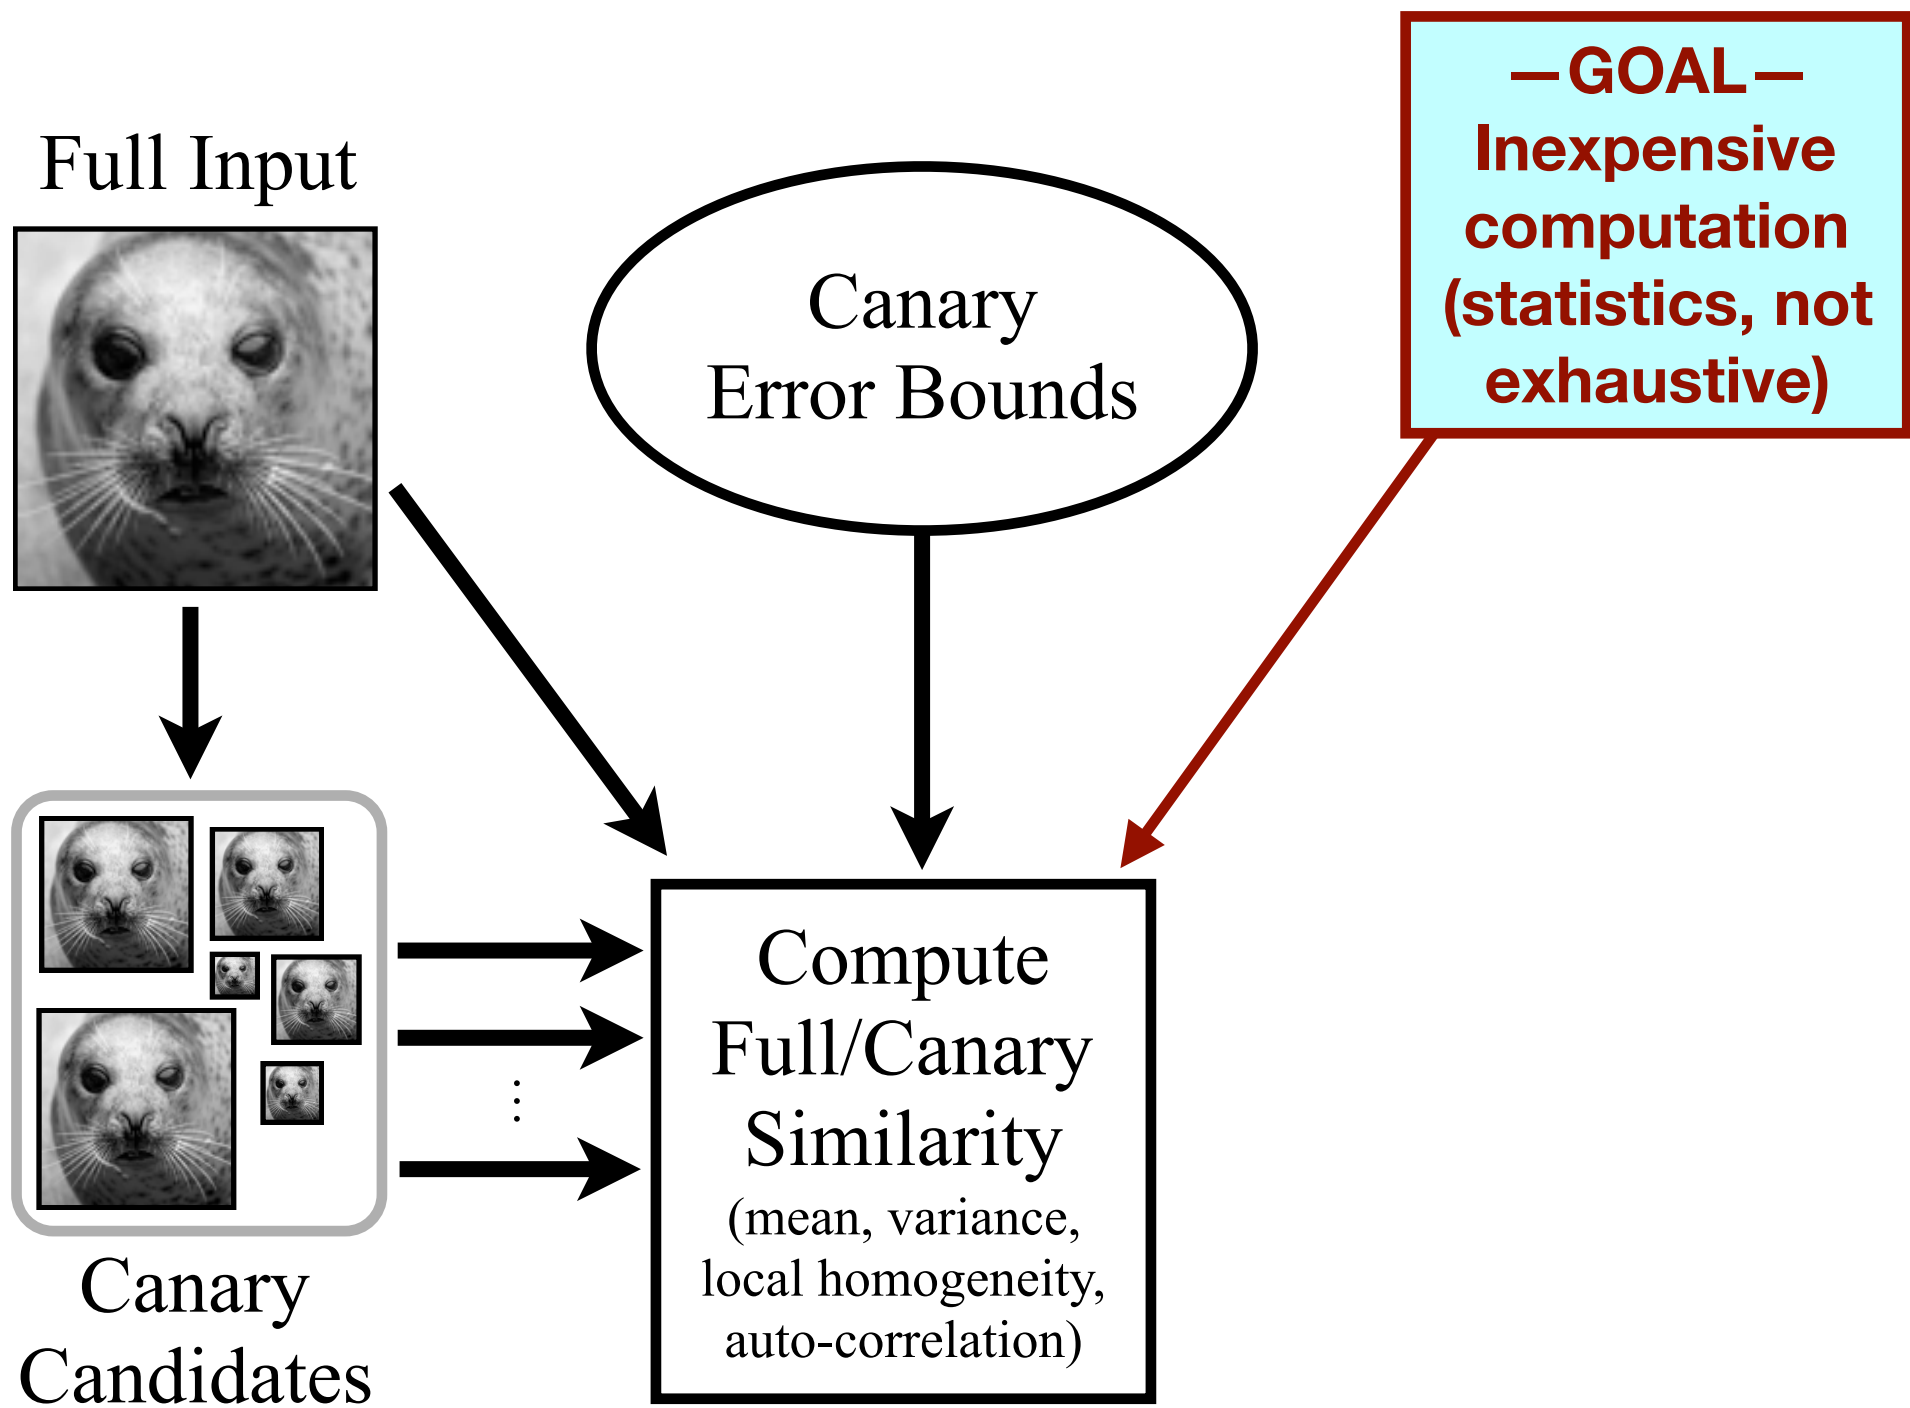 Full Input
Canary
Error Bounds
—GOAL—
Inexpensive
computation
(statistics, not
exhaustive)
Compute
Full/Canary
Similarity
(mean, variance,
local homogeneity,
auto-correlation)
Canary
Candidates